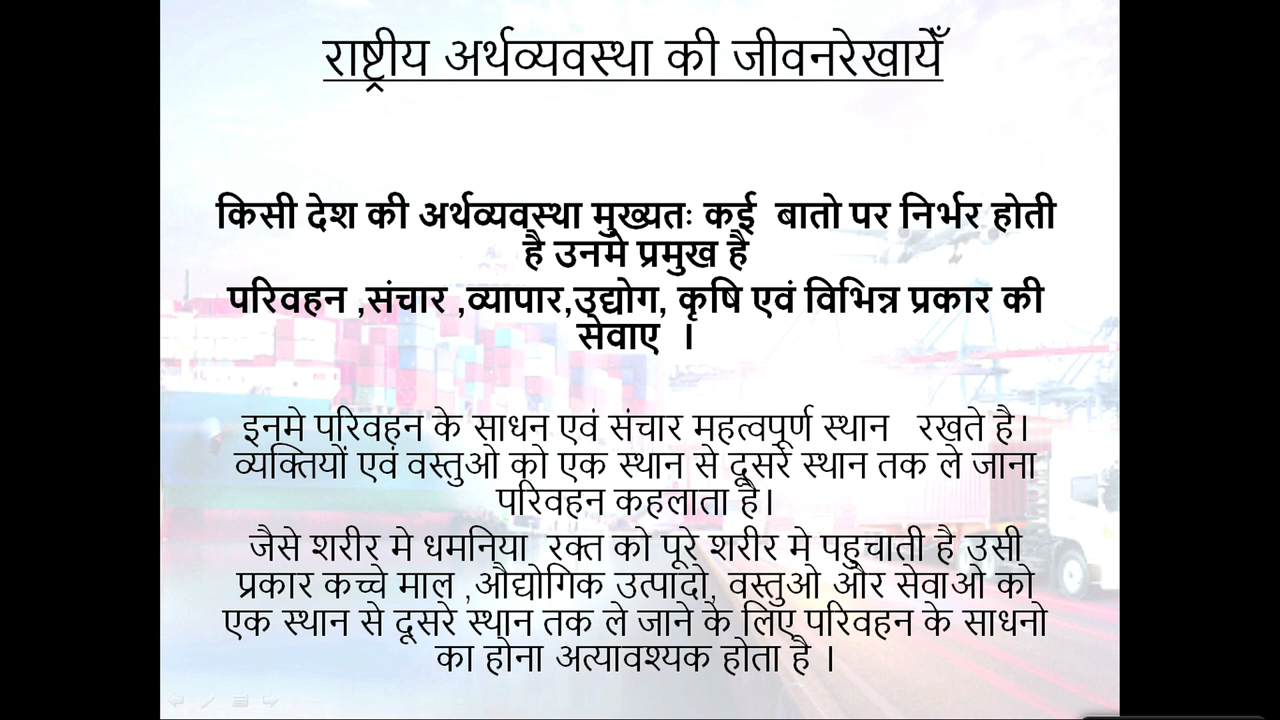 राष्ट्रीय अर्थव्यवस्था की जीवनरेखायेँ
किसी देश की अर्थव्यवस्था मुख्यतः कई बातो पर निर्भर होती
है उनमे प्रमुख है
परिवहन ,संचार ,व्यापार,उद्योग, कृषि एवं विभिन्न प्रकार की
सेवाए ।
इनमे परिवहन के साधन एवं संचार महत्वपूर्ण स्थान रखते है।
व्यक्तियों एवं वस्तुओ को एक स्थान से दूसरे स्थान तक ले जाना
परिवहन कहलाता है।
जैसे शरीर मे धमनिया रक्त को पूरे शरीर मे पहुचाती है उसी
प्रकार कच्चे माल ,औद्योगिक उत्पादो, वस्तुओ और सेवाओ को
एक स्थान से दूसरे स्थान तक ले जाने के लिए परिवहन के साधनो
का होना अत्यावश्यक होता है ।